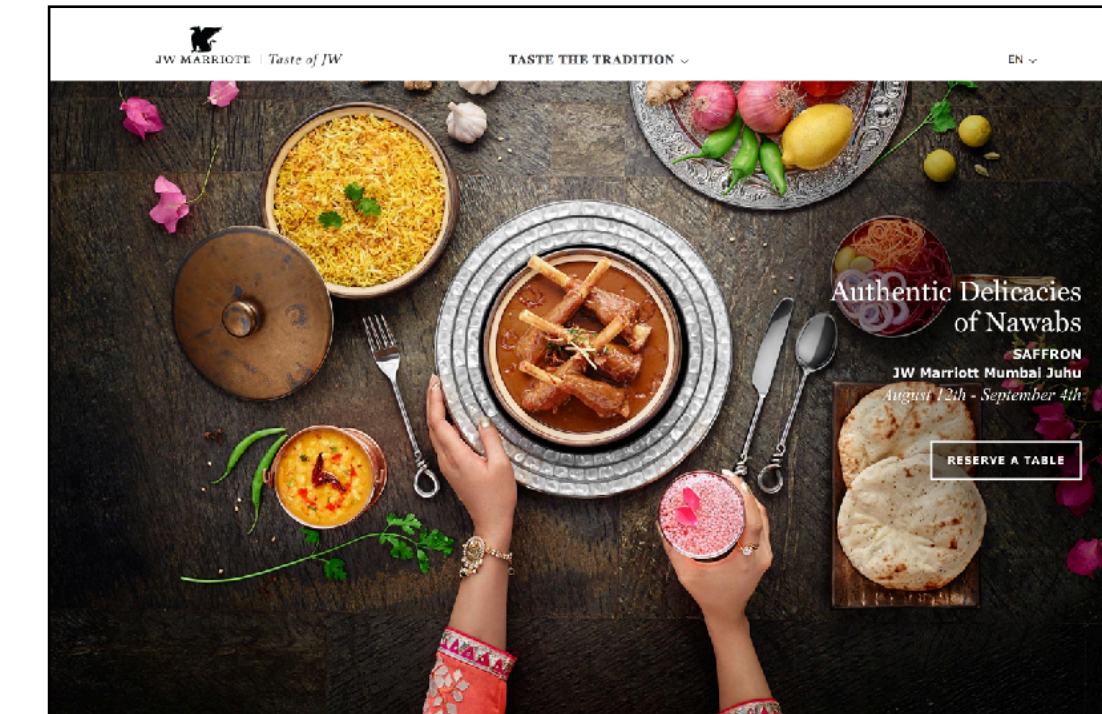 JW MARRIOTE | Taste of JW
TASTE THE TRADITION
EN
Authentic Delicacies
of Nawabs
SAFFRON
JW Marriott Mumbai Juhu
August 12th - September 4th
RESERVE A TABLE